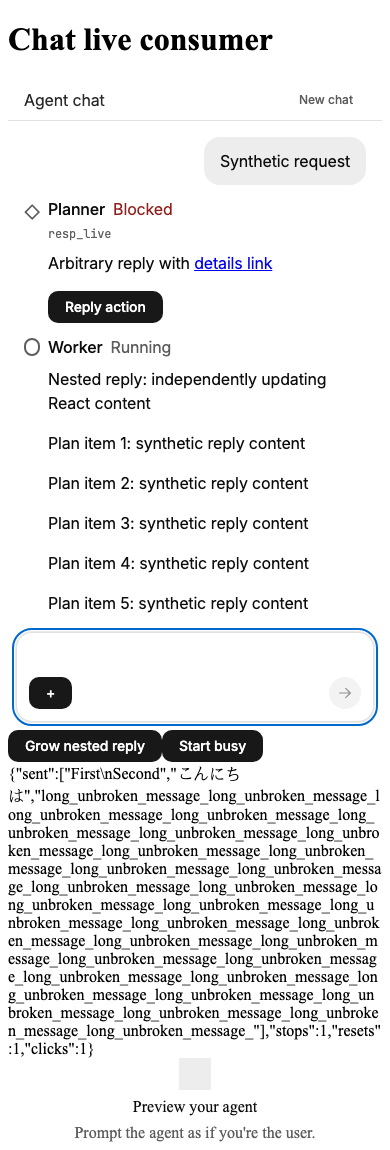 Chat live consumer
Agent chat
New chat
Synthetic request
Planner Blocked
resp_live
Arbitrary reply with details link
Reply action
Worker Running
Nested reply: independently updating
React content
Plan item 1: synthetic reply content
Plan item 2: synthetic reply content
Plan item 3: synthetic reply content
Plan item 4: synthetic reply content
Plan item 5: synthetic reply content
+
Grow nested reply
Start busy
{"sent":["First\nSecond","こんにち
は","long_unbroken_message_long_unbroken_message_l
ong_unbroken_message_long_unbroken_message_long_
unbroken_message_long_unbroken_message_long_unbro
ken_message_long_unbroken_message_long_unbroken_
message_long_unbroken_message_long_unbroken_messa
ge_long_unbroken_message_long_unbroken_message_lo
ng_unbroken_message_long_unbroken_message_long_u
nbroken_message_long_unbroken_message_long_unbrok
en_message_long_unbroken_message_long_unbroken_m
essage_long_unbroken_message_long_unbroken_messag
e_long_unbroken_message_long_unbroken_message_lon
g_unbroken_message_long_unbroken_message_long_un
broken_message_long_unbroken_message_long_unbroke
n_message_long_unbroken_message_"],"stops":1,"resets"
:1,"clicks":1}
Preview your agent
Prompt the agent as if you're the user.